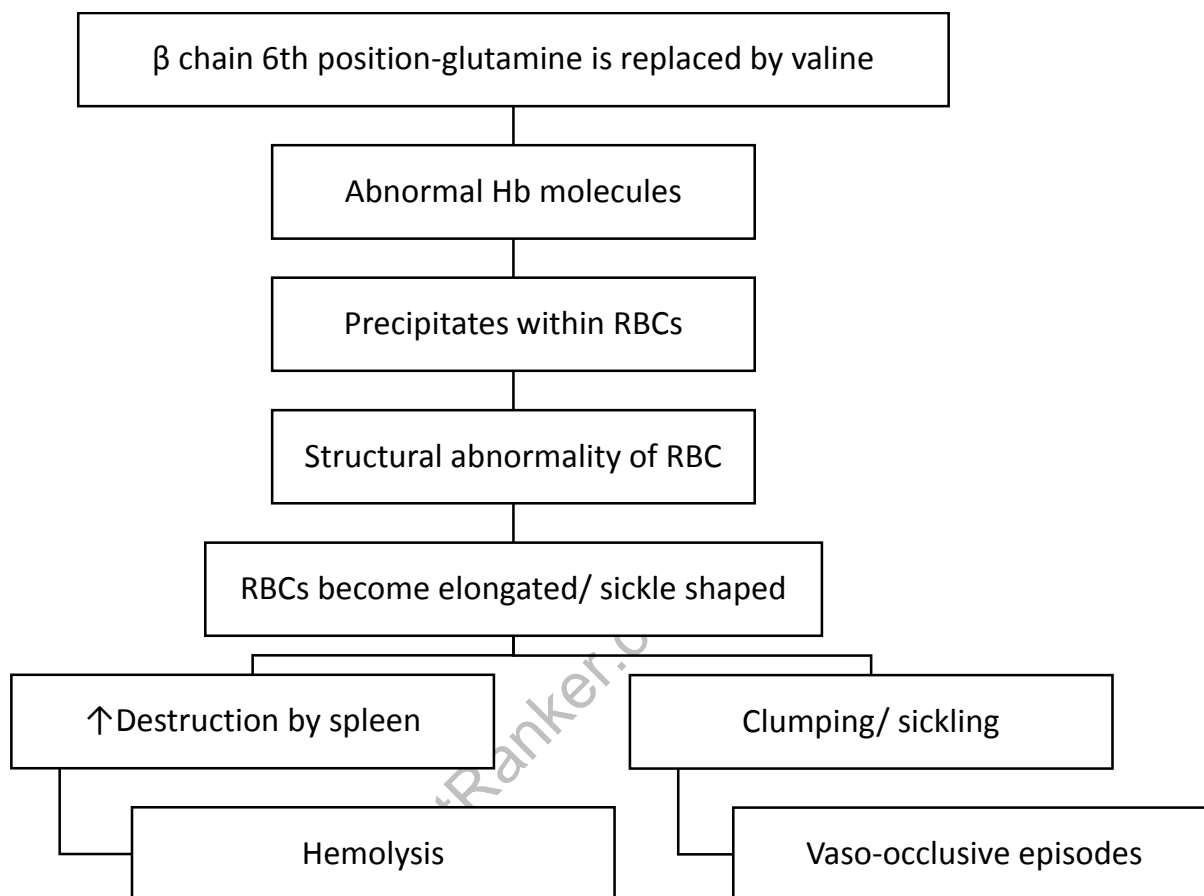 β chain 6th position-glutamine is replaced by valine
Abnormal Hb molecules
Precipitates within RBCs
Structural abnormality of RBC
RBCs become elongated/ sickle shaped
↑Destruction by spleen
Clumping/ sickling
Hemolysis
Vaso-occlusive episodes